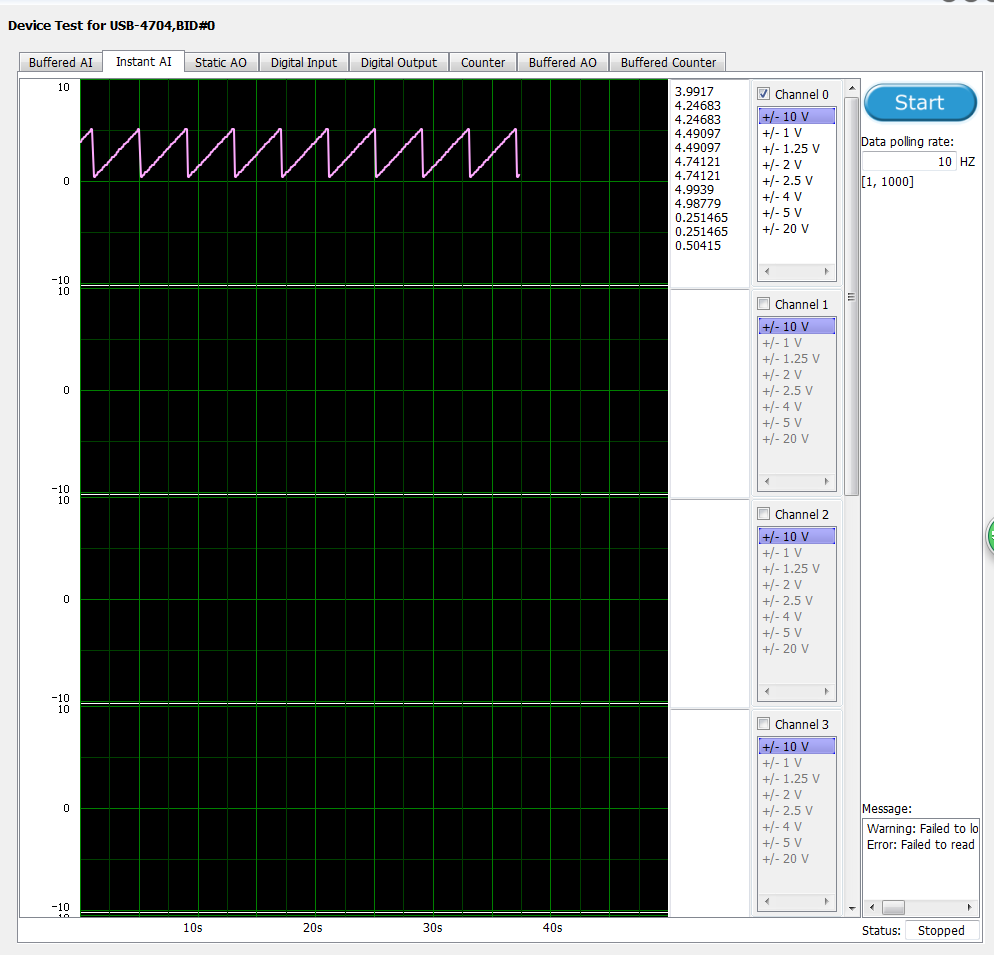 Device Test for USB-4704,BID#0
Buffered AI Instant AI Static AO Digital Input Digital Output Counter Buffered AO Buffered Counter
10
0
-10
3.9917
4.24683
4.24683
4.49097
4.49097
4.74121
4.74121
4.9939
4.98779
0.251465
0.251465
0.50415
Channel 0
+/- 10 V
+/- 1 V
+/- 1.25 V
+/- 2 V
+/- 2.5 V
+/- 4 V
+/- 5 V
+/- 20 V
Start
Data polling rate:
10 HZ
[1, 1000]
10
0
-10
Channel 1
+/- 10 V
+/- 1 V
+/- 1.25 V
+/- 2 V
+/- 2.5 V
+/- 4 V
+/- 5 V
+/- 20 V
10
0
-10
Channel 2
+/- 10 V
+/- 1 V
+/- 1.25 V
+/- 2 V
+/- 2.5 V
+/- 4 V
+/- 5 V
+/- 20 V
10
0
-10
Channel 3
+/- 10 V
+/- 1 V
+/- 1.25 V
+/- 2 V
+/- 2.5 V
+/- 4 V
+/- 5 V
+/- 20 V
10s 20s 30s 40s
Message:
Warning: Failed to lo
Error: Failed to read
Status: Stopped